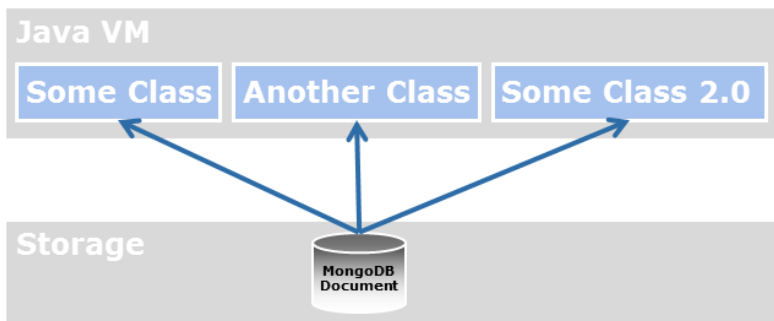 Java VM
Some Class
Another Class
Some Class 2.0
Storage
MongoDB
Document